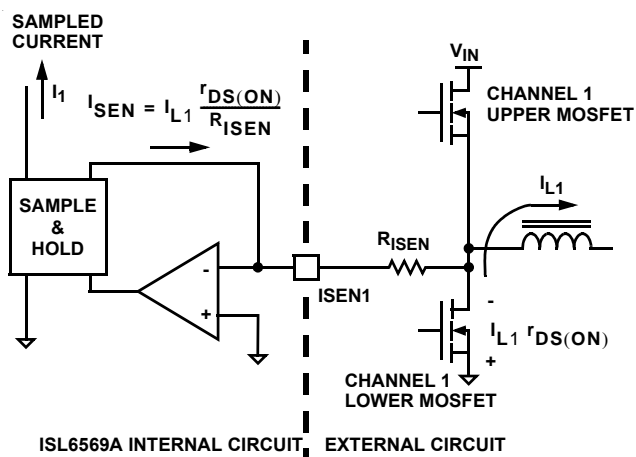 SAMPLED
CURRENT
I1
ISEN = IL1 rDS(ON)
RISEN
VIN
CHANNEL 1
UPPER MOSFET
IL1
SAMPLE
&
HOLD
RISEN
-
+
ISEN1
-
IL1 rDS(ON)
+
CHANNEL 1
LOWER MOSFET
ISL6569A INTERNAL CIRCUIT
EXTERNAL CIRCUIT